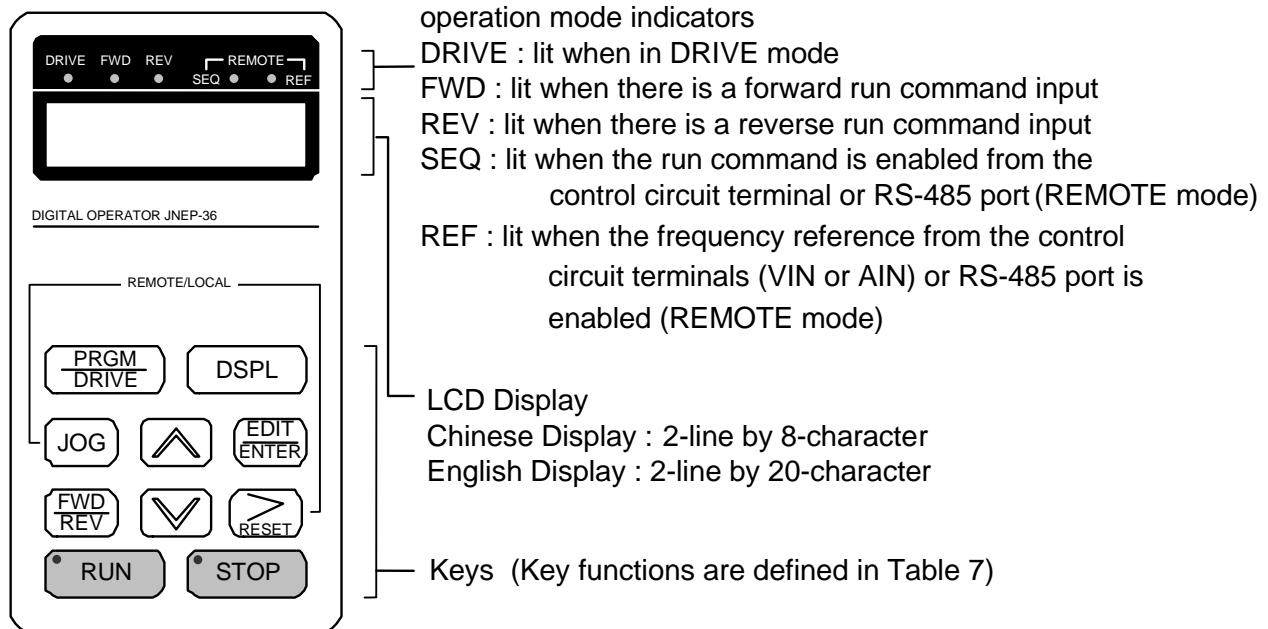 DRIVE FWD REV REMOTE
SEQ REF
DIGITAL OPERATOR JNEP-36
REMOTE/LOCAL
PRGM
DRIVE
DSPL
JOG
EDIT
ENTER
FWD
REV
RESET
RUN
STOP
operation mode indicators
DRIVE : lit when in DRIVE mode
FWD : lit when there is a forward run command input
REV : lit when there is a reverse run command input
SEQ : lit when the run command is enabled from the
control circuit terminal or RS-485 port (REMOTE mode)
REF : lit when the frequency reference from the control
circuit terminals (VIN or AIN) or RS-485 port is
enabled (REMOTE mode)
LCD Display
Chinese Display : 2-line by 8-character
English Display : 2-line by 20-character
Keys (Key functions are defined in Table 7)